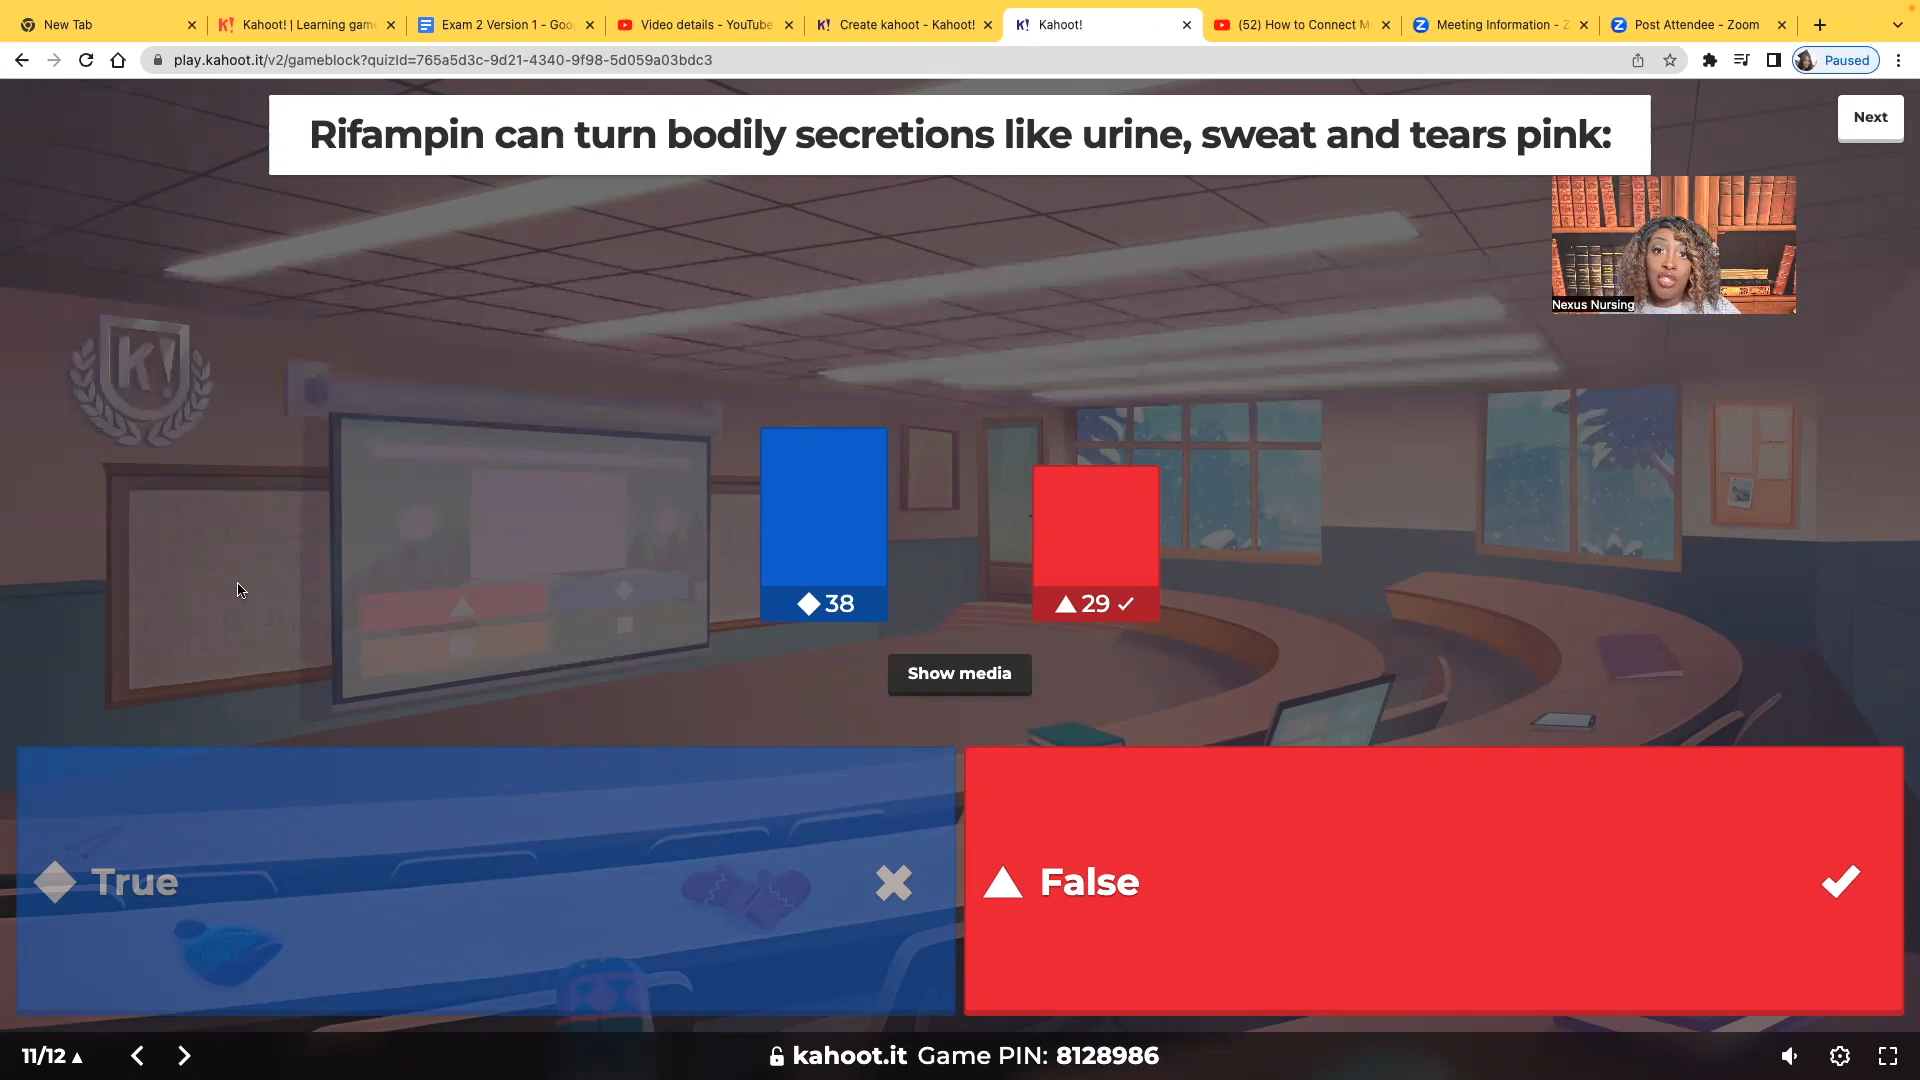 New Tab
Kahoot! | Learning gam
Exam 2 Version 1 - Goo
Video details - YouTube
Create kahoot - Kahoot!
Kahoot!
(52) How to Connect M
Meeting Information - Z
Post Attendee - Zoom
play.kahoot.it/v2/gameblock?quizId=765a5d3c-9d21-4340-9f98-5d059a03bdc3
Paused
Rifampin can turn bodily secretions like urine, sweat and tears pink:
Next
Nexus Nursing
K!
38
29
Show media
True
False
11/12
kahoot.it Game PIN: 8128986